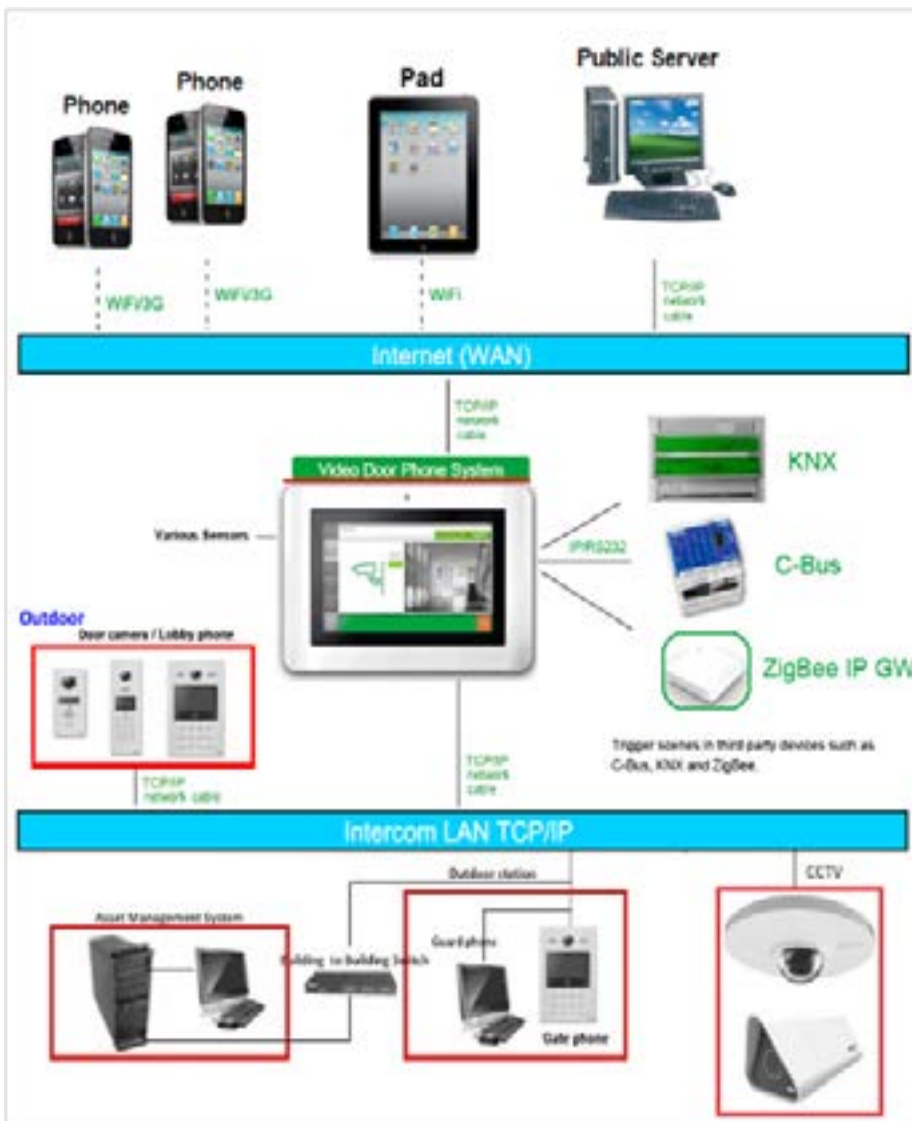 Phone
Phone
Pad
Public Server
WiFi/3G
WiFi/3G
WiFi
TCP/IP
network
cable
Internet (WAN)
TCP/IP
network
cable
Video Door Phone System
KNX
Various Sensors
IP/RS232
C-Bus
Outdoor
Door camera / Lobby phone
ZigBee IP GW
Trigger scenes in third party devices such as
C-Bus, KNX and ZigBee.
TCP/IP
network cable
TCP/IP
network
cable
Intercom LAN TCP/IP
Outdoor station
CCTV
Asset Management System
Guard phone
Building to Building Switch
Gate phone